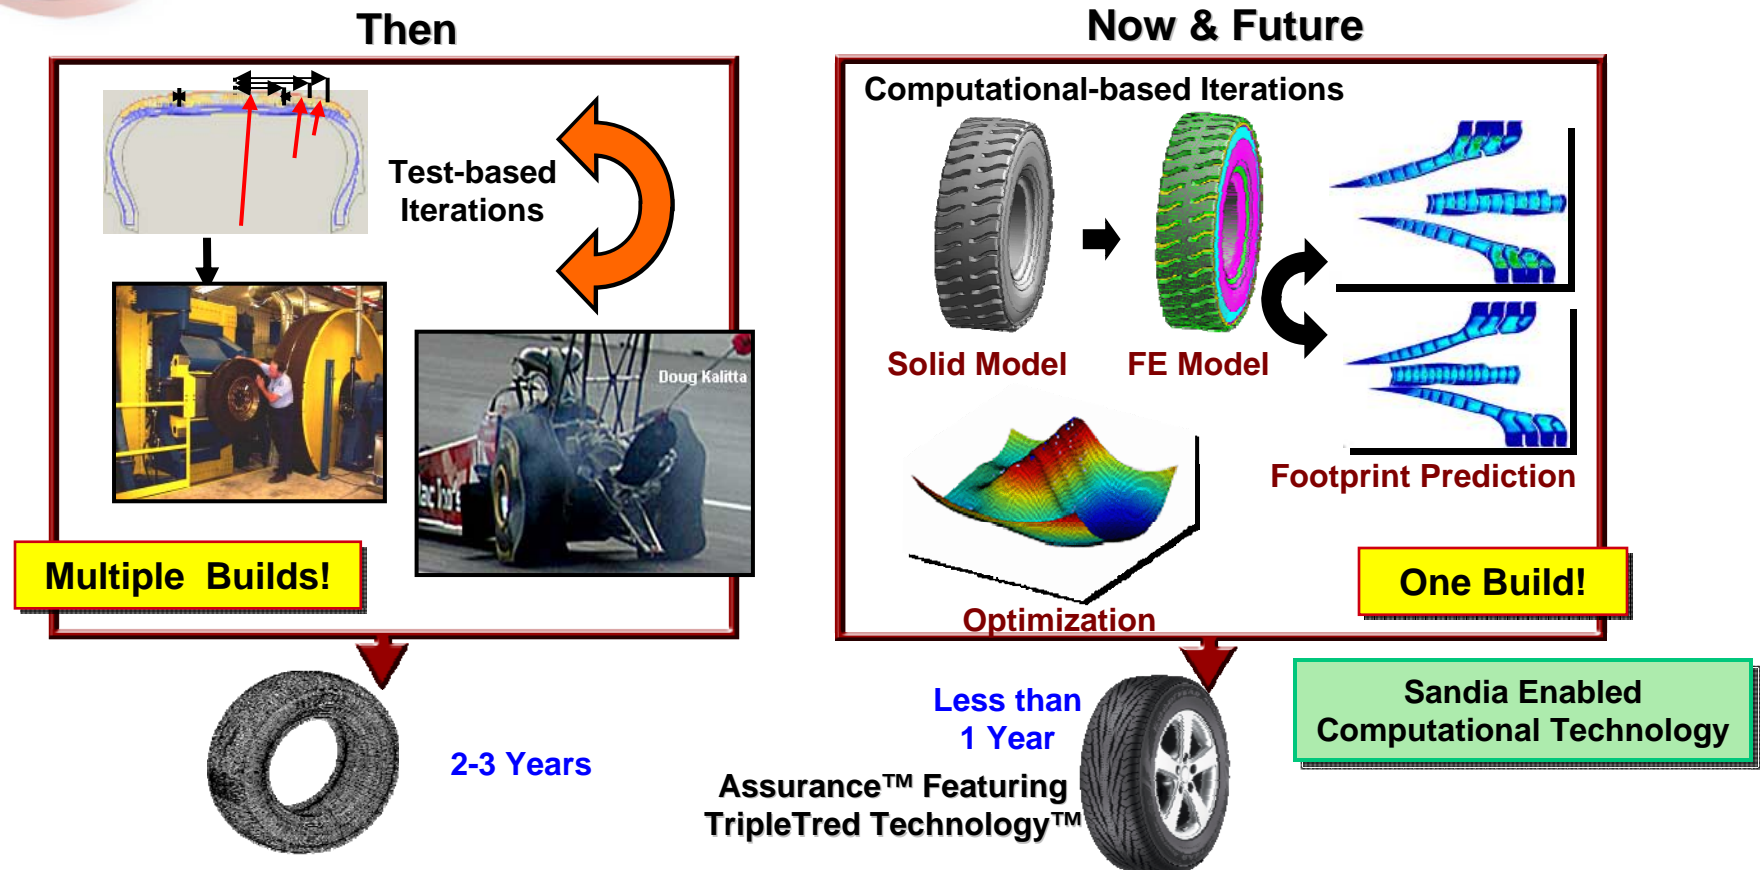 Then
Test-based
Iterations
Doug Kalitta
Multiple Builds!
2-3 Years
Now & Future
Computational-based Iterations
Solid Model
FE Model
Footprint Prediction
Optimization
One Build!
Less than
1 Year
Assurance™ Featuring
TripleTred Technology™
Sandia Enabled
Computational Technology